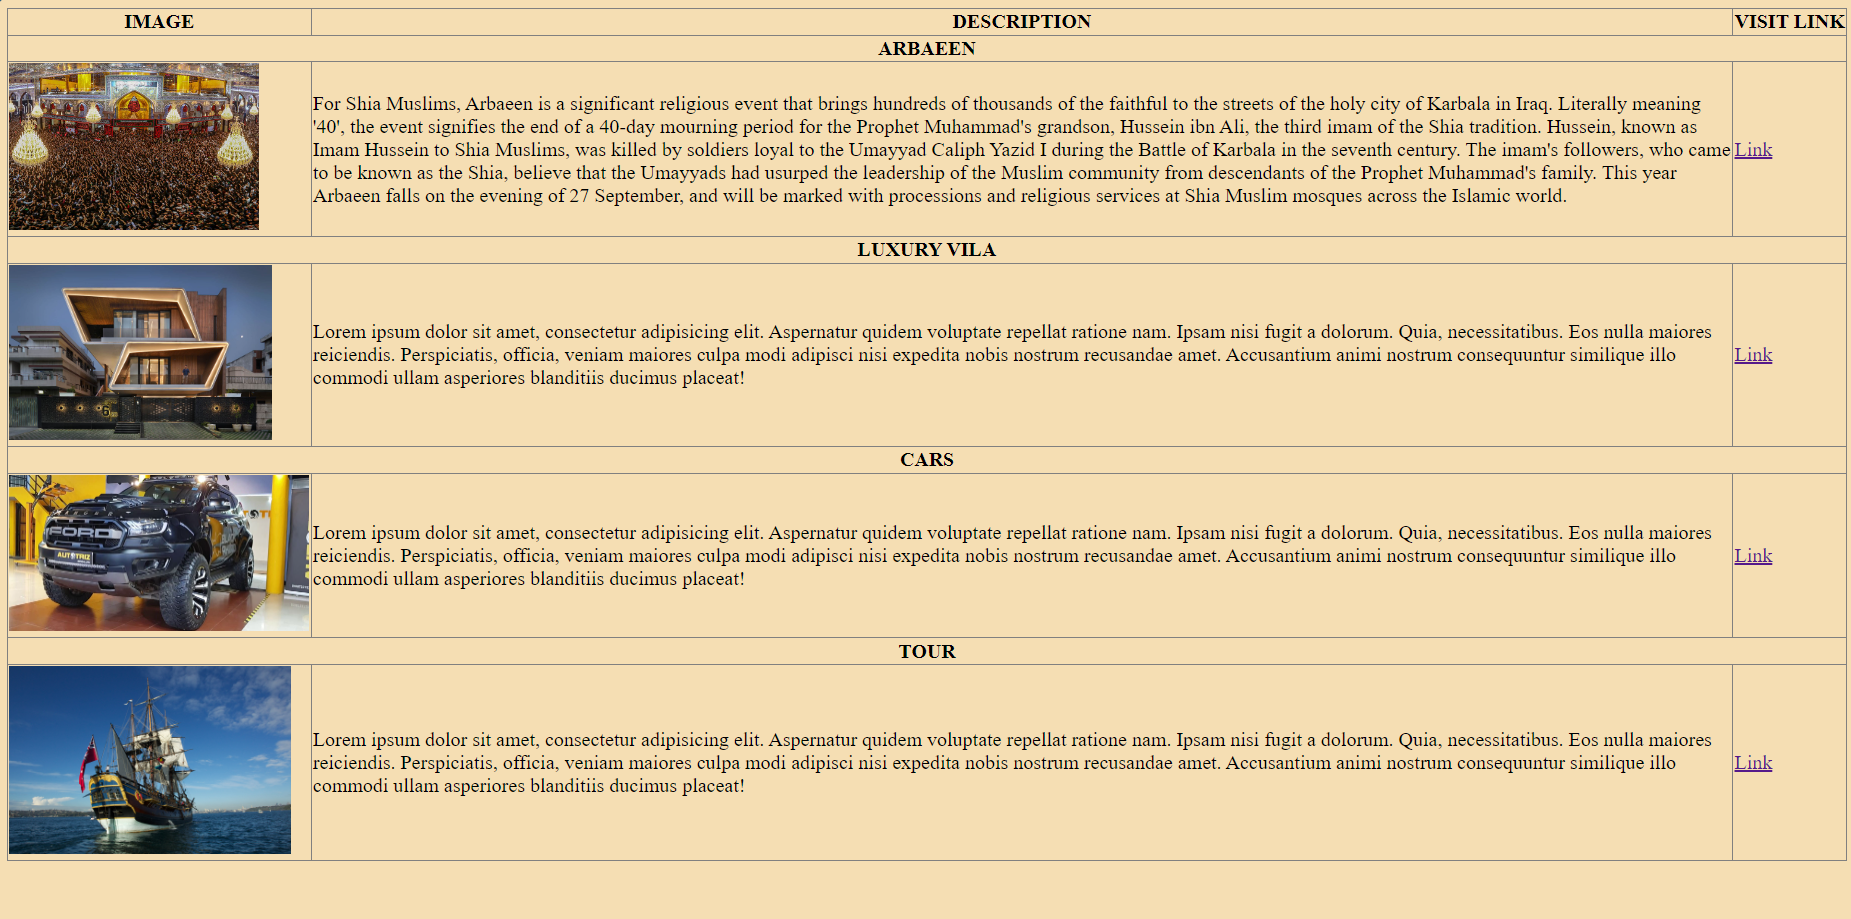 IMAGE DESCRIPTION VISIT LINK
ARBAEEN
For Shia Muslims, Arbaeen is a significant religious event that brings hundreds of thousands of the faithful to the streets of the holy city of Karbala in Iraq. Literally meaning
'40', the event signifies the end of a 40-day mourning period for the Prophet Muhammad's grandson, Hussein ibn Ali, the third imam of the Shia tradition. Hussein, known as
Imam Hussein to Shia Muslims, was killed by soldiers loyal to the Umayyad Caliph Yazid I during the Battle of Karbala in the seventh century. The imam's followers, who came
to be known as the Shia, believe that the Umayyads had usurped the leadership of the Muslim community from descendants of the Prophet Muhammad's family. This year
Arbaeen falls on the evening of 27 September, and will be marked with processions and religious services at Shia Muslim mosques across the Islamic world.
Link
LUXURY VILA
6
Lorem ipsum dolor sit amet, consectetur adipisicing elit. Aspernatur quidem voluptate repellat ratione nam. Ipsam nisi fugit a dolorum. Quia, necessitatibus. Eos nulla maiores
reiciendis. Perspiciatis, officia, veniam maiores culpa modi adipisci nisi expedita nobis nostrum recusandae amet. Accusantium animi nostrum consequuntur similique illo
commodi ullam asperiores blanditiis ducimus placeat!
Link
CARS
FORD
AUTOTRIZ
Lorem ipsum dolor sit amet, consectetur adipisicing elit. Aspernatur quidem voluptate repellat ratione nam. Ipsam nisi fugit a dolorum. Quia, necessitatibus. Eos nulla maiores
reiciendis. Perspiciatis, officia, veniam maiores culpa modi adipisci nisi expedita nobis nostrum recusandae amet. Accusantium animi nostrum consequuntur similique illo
commodi ullam asperiores blanditiis ducimus placeat!
Link
TOUR
Lorem ipsum dolor sit amet, consectetur adipisicing elit. Aspernatur quidem voluptate repellat ratione nam. Ipsam nisi fugit a dolorum. Quia, necessitatibus. Eos nulla maiores
reiciendis. Perspiciatis, officia, veniam maiores culpa modi adipisci nisi expedita nobis nostrum recusandae amet. Accusantium animi nostrum consequuntur similique illo
commodi ullam asperiores blanditiis ducimus placeat!
Link